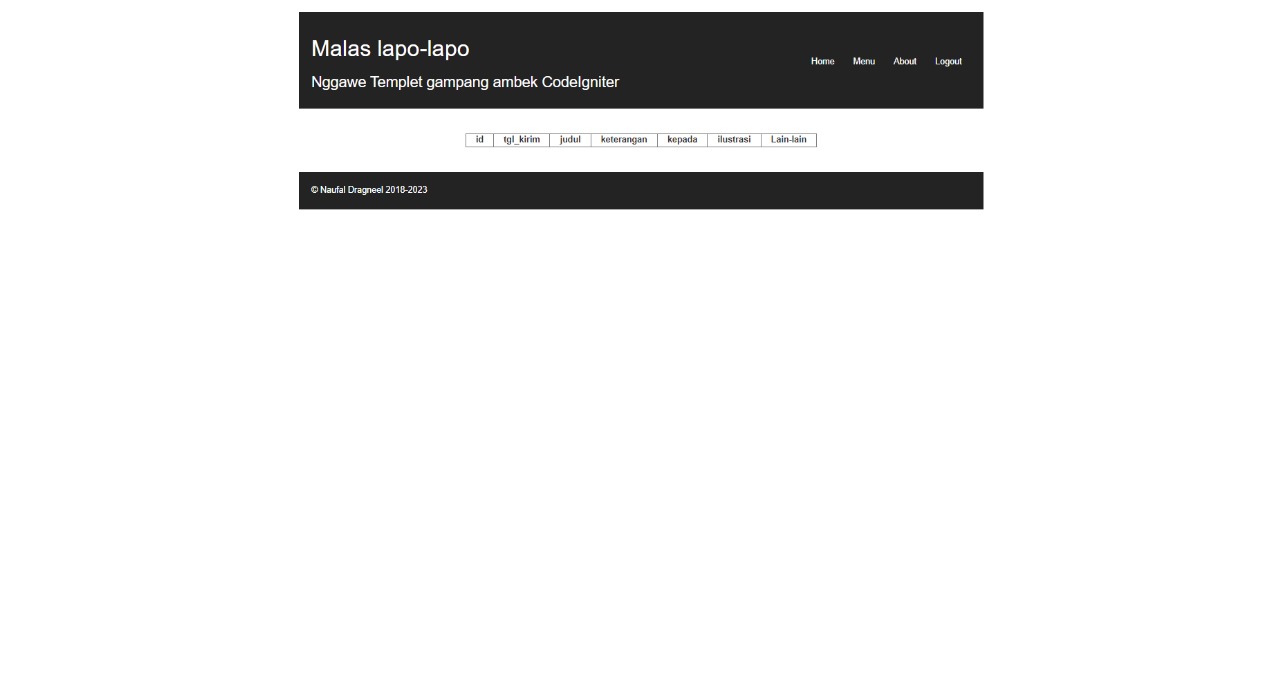 Malas lapo-lapo
Nggawe Templet gampang ambek CodeIgniter
Home Menu About Logout
id tgl_kirim judul keterangan kepada ilustrasi Lain-lain
© Naufal Dragneel 2018-2023